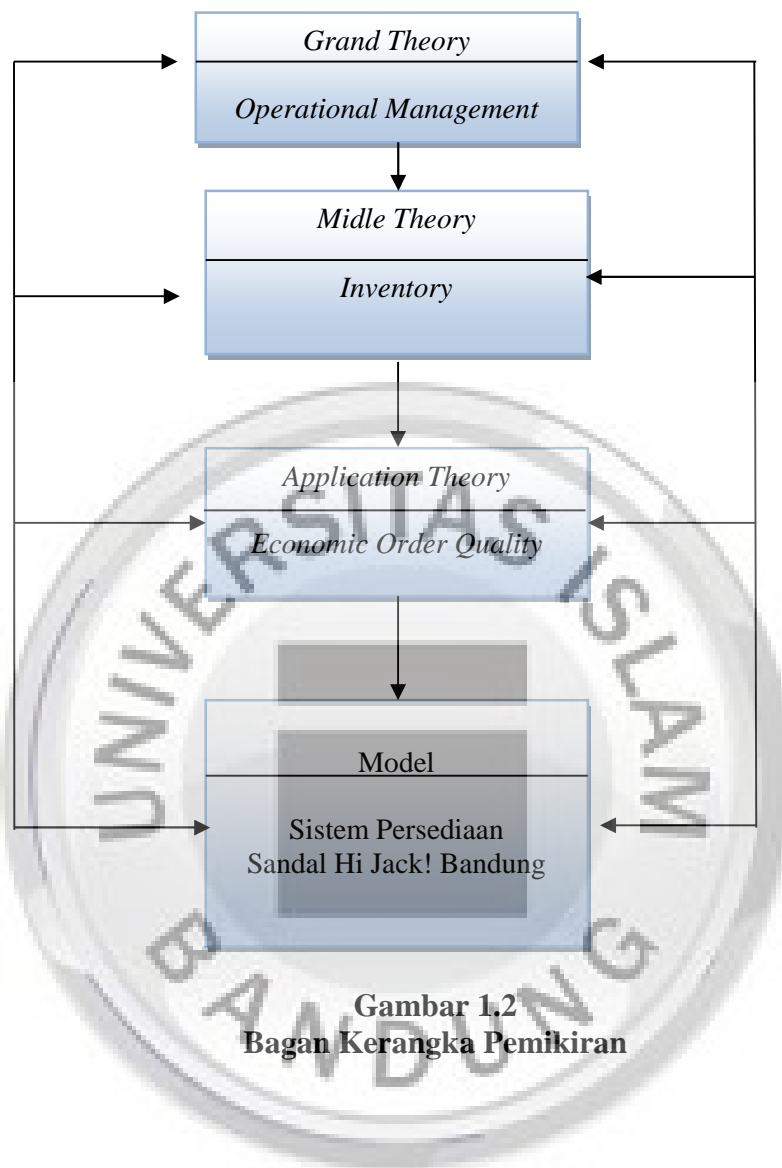 Grand Theory
Operational Management
Midle Theory
Inventory
Application Theory
Economic Order Quality
Model
Sistem Persediaan
Sandal Hi Jack! Bandung
Gambar 1.2
Bagan Kerangka Pemikiran
UNIVERSITAS ISLAM
BANDUNG